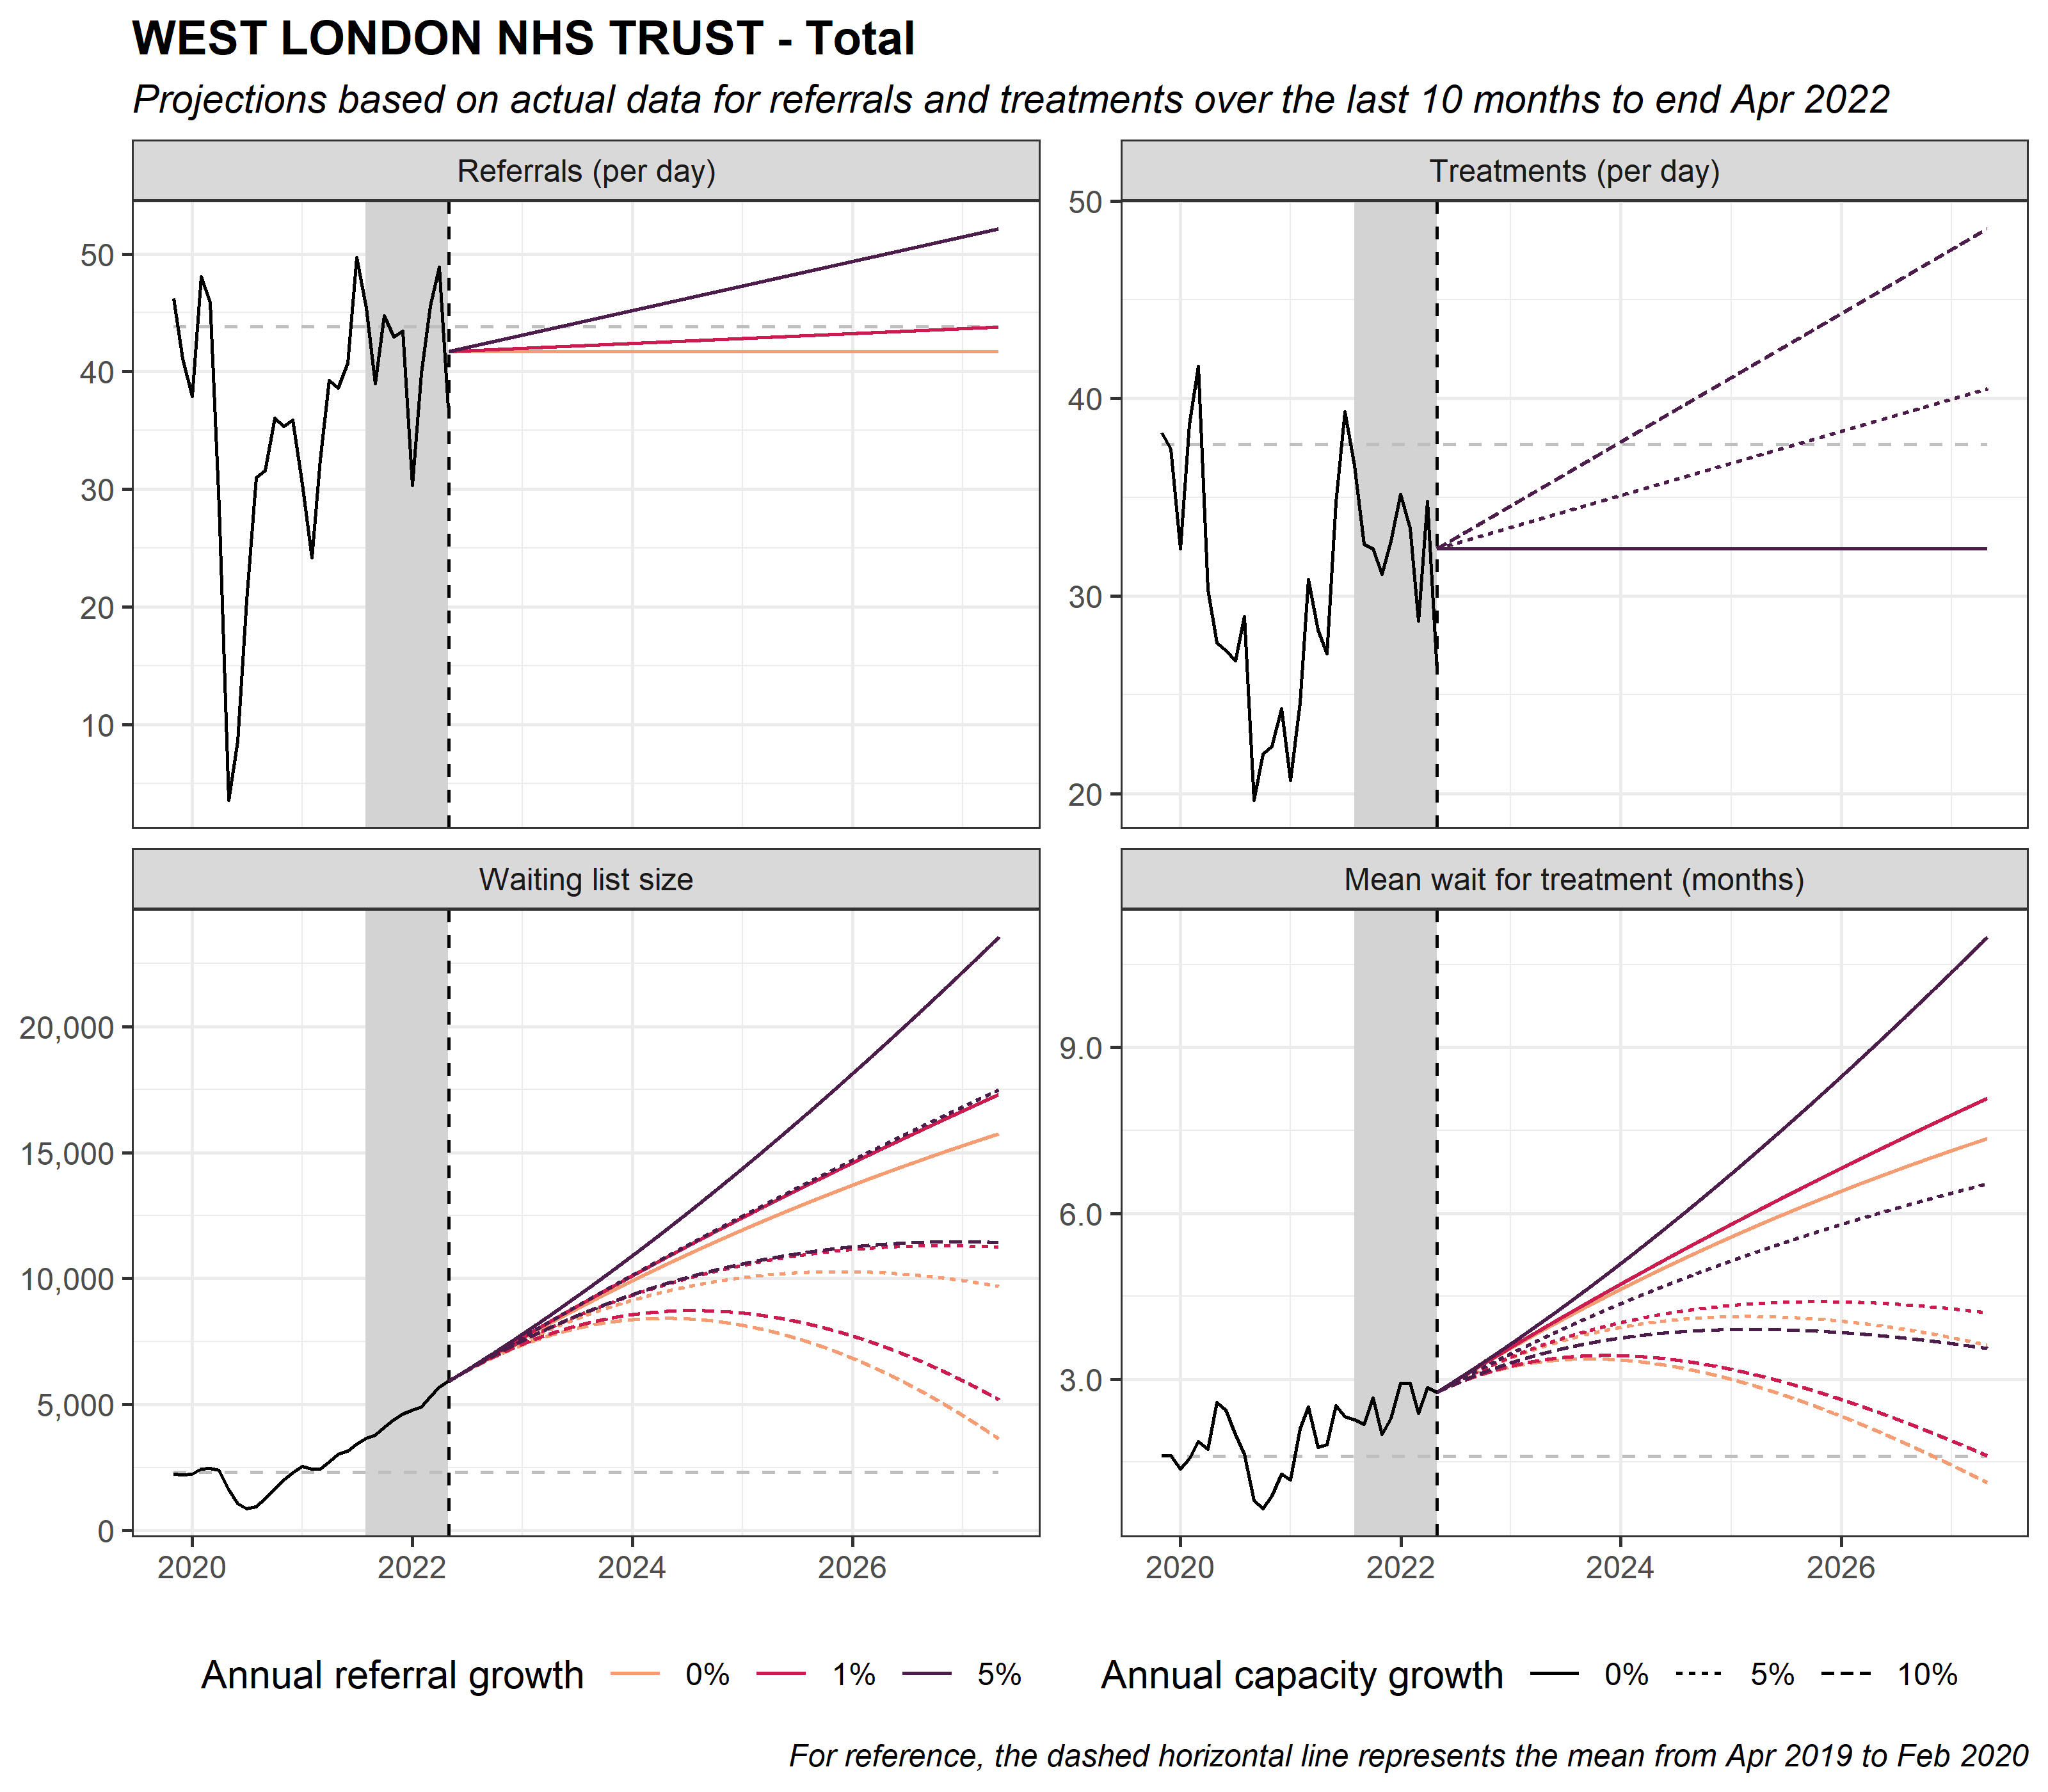 WEST LONDON NHS TRUST - Total
Projections based on actual data for referrals and treatments over the last 10 months to end Apr 2022
Referrals (per day)
50
40
30
20
10
Treatments (per day)
50
40
30
20
Waiting list size
20,000
15,000
10,000
5,000
0
2020 2022 2024 2026
Mean wait for treatment (months)
9.0
6.0
3.0
2020 2022 2024 2026
Annual referral growth 0% 1% 5%
Annual capacity growth 0% 5% 10%
For reference, the dashed horizontal line represents the mean from Apr 2019 to Feb 2020